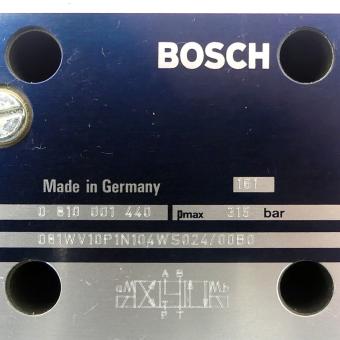 BOSCH
Made in Germany 161
0 810 001 440 pmax 315 bar
081WV10P1N104WS024/00B0
A B
a M M b
P T